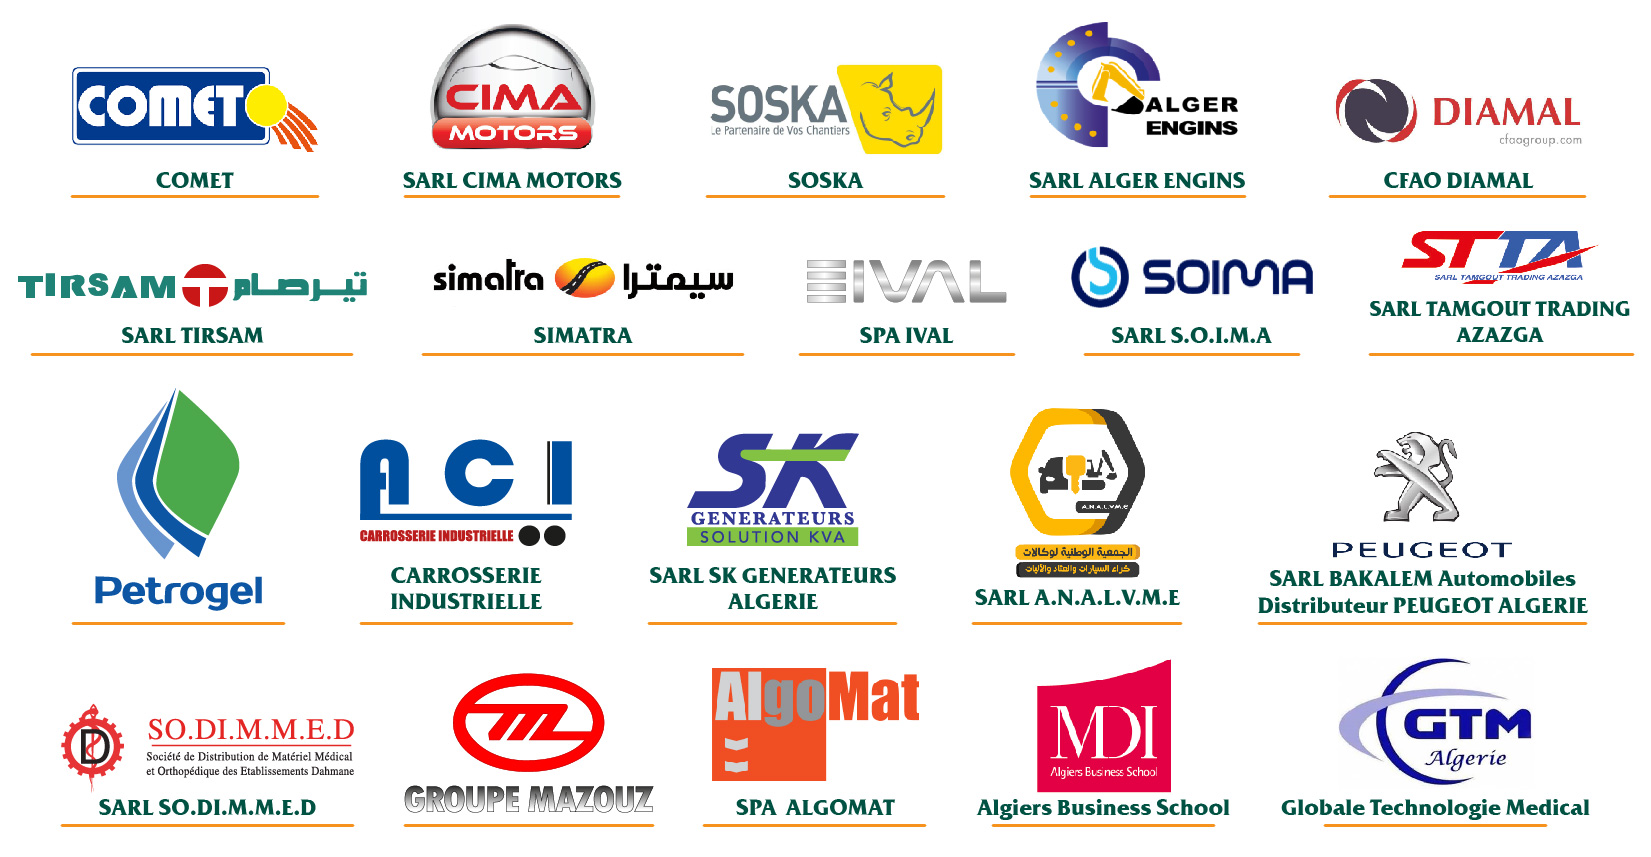 COMET
COMET
CIMA
MOTORS
SARL CIMA MOTORS
SOSKA
Le Partenaire de Vos Chantiers
SOSKA
ALGER
ENGINS
SARL ALGER ENGINS
DIAMAL
cfaogroup.com
CFAO DIAMAL
TIRSAM تيرصام
SARL TIRSAM
simatra سيمترا
SIMATRA
IVAL
SPA IVAL
SOIMA
SARL S.O.I.M.A
STTA
SARL TAMGOUT TRADING AZAZGA
SARL TAMGOUT TRADING
AZAZGA
Petrogel
ACI
CARROSSERIE INDUSTRIELLE
CARROSSERIE
INDUSTRIELLE
SK
GENERATEURS
SOLUTION KVA
SARL SK GENERATEURS
ALGERIE
A.N.A.L.V.M.e
الجمعية الوطنية لوكالات
كراء السيارات والعتاد والآليات
SARL A.N.A.L.V.M.E
PEUGEOT
SARL BAKALEM Automobiles
Distributeur PEUGEOT ALGERIE
D
SO.DI.M.M.E.D
Société de Distribution de Matériel Médical
et Orthopédique des Etablissements Dahmane
SARL SO.DI.M.M.E.D
GROUPE MAZOUZ
AlgoMat
SPA ALGOMAT
MDI
Algiers Business School
Algiers Business School
GTM
Algerie
Globale Technologie Medical